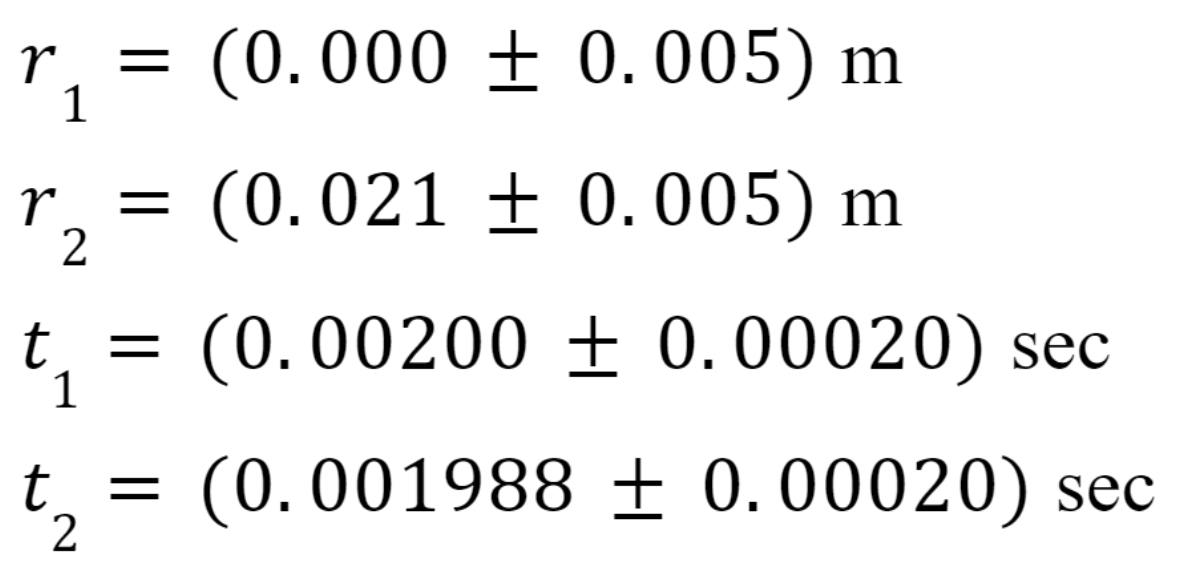 r₁ = (0.000 ± 0.005) m
r₂ = (0.021 ± 0.005) m
t₁ = (0.00200 ± 0.00020) sec
t₂ = (0.001988 ± 0.00020) sec